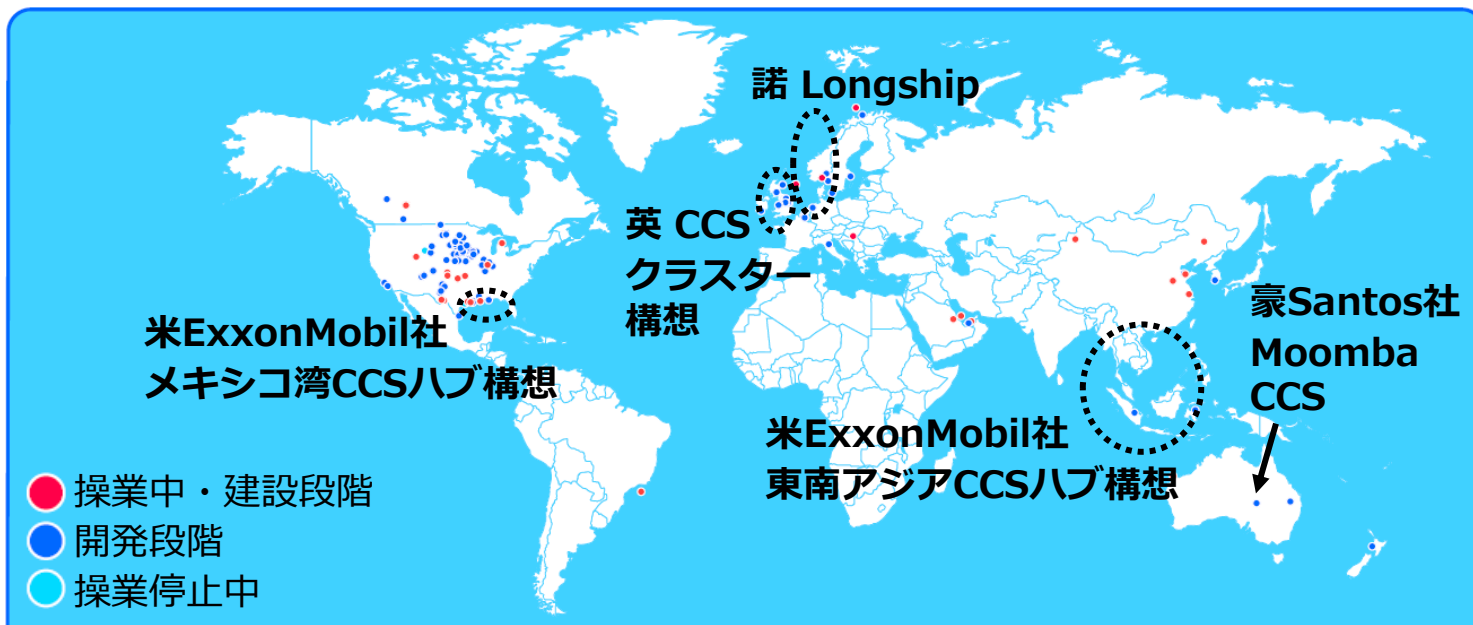 諾 Longship
英 CCS
クラスター
構想
米ExxonMobil社
メキシコ湾CCSハブ構想
豪Santos社
Moomba
CCS
米ExxonMobil社
東南アジアCCSハブ構想
操業中・建設段階
開発段階
操業停止中